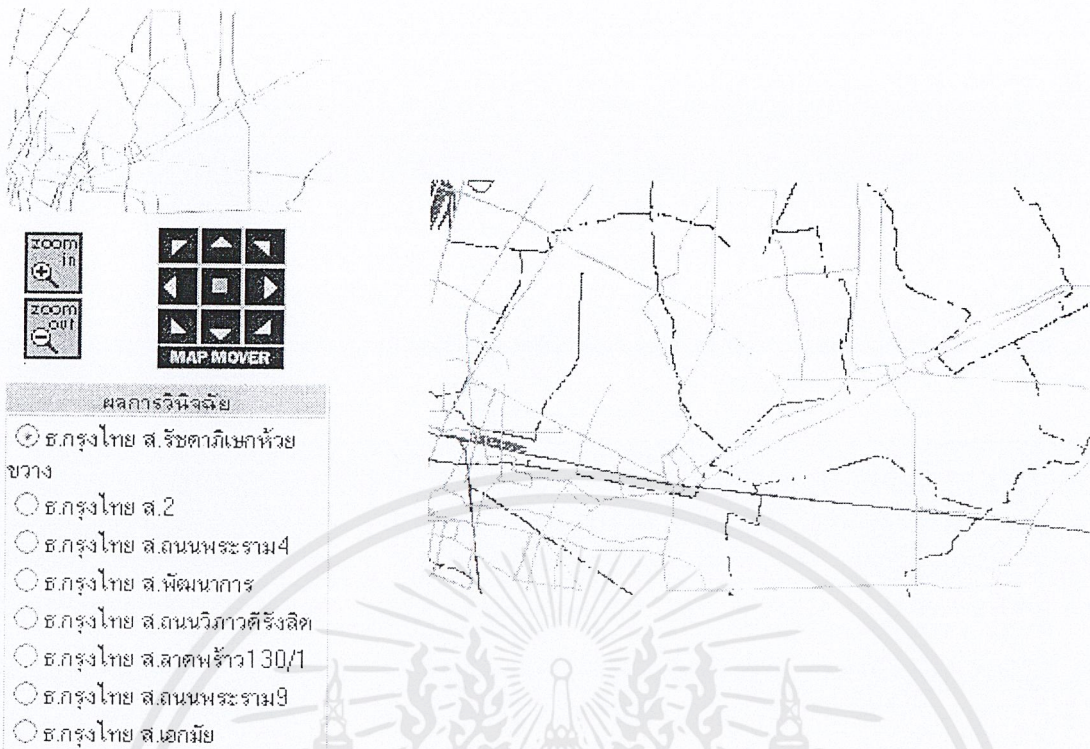 zoom
in
zoom
out
MAP MOVER
ผลการวินิจฉัย
ธ.กรุงไทย ส.รัชดาภิเษกห้วย
ขวาง
ธ.กรุงไทย ส.2
ธ.กรุงไทย ส.ถนนพระราม4
ธ.กรุงไทย ส.พัฒนาการ
ธ.กรุงไทย ส.ถนนวิภาวดีรังสิต
ธ.กรุงไทย ส.ลาดพร้าว130/1
ธ.กรุงไทย ส.ถนนพระราม9
ธ.กรุงไทย ส.เอกมัย